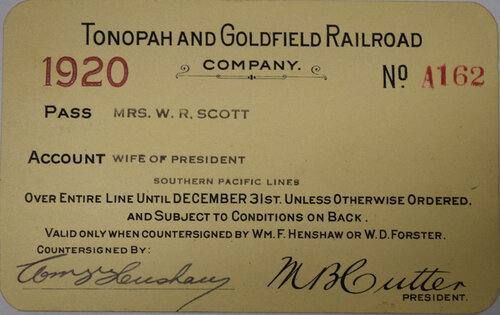 TONOPAH AND GOLDFIELD RAILROAD
COMPANY.
1920 No A162
PASS MRS. W. R. SCOTT
ACCOUNT WIFE OF PRESIDENT
SOUTHERN PACIFIC LINES
OVER ENTIRE LINE UNTIL DECEMBER 31ST. UNLESS OTHERWISE ORDERED,
AND SUBJECT TO CONDITIONS ON BACK.
VALID ONLY WHEN COUNTERSIGNED BY WM. F. HENSHAW OR W. D. FORSTER.
COUNTERSIGNED BY:
Wm F Henshaw M B Cutter
PRESIDENT.